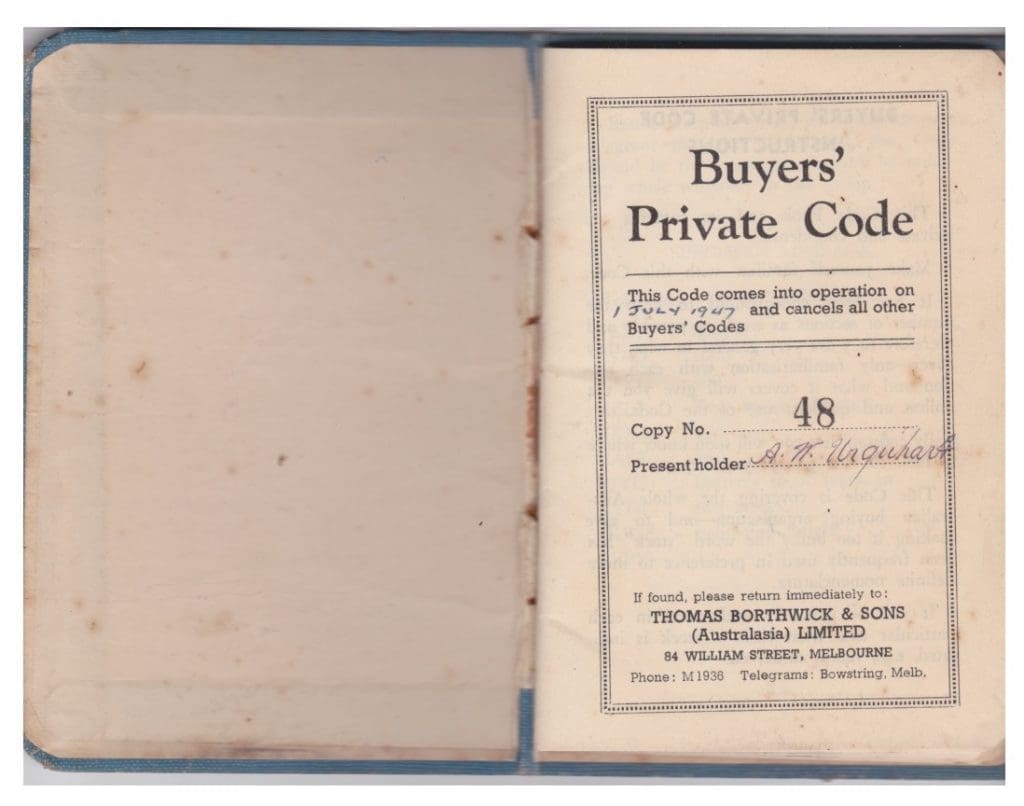 Buyers'
Private Code
This Code comes into operation on
1 JULY 1947 and cancels all other
Buyers' Codes
Copy No. 48
Present holder A. W. Urquhart
If found, please return immediately to:
THOMAS BORTHWICK & SONS
(Australasia) LIMITED
84 WILLIAM STREET, MELBOURNE
Phone: M1936 Telegrams: Bowstring, Melb.